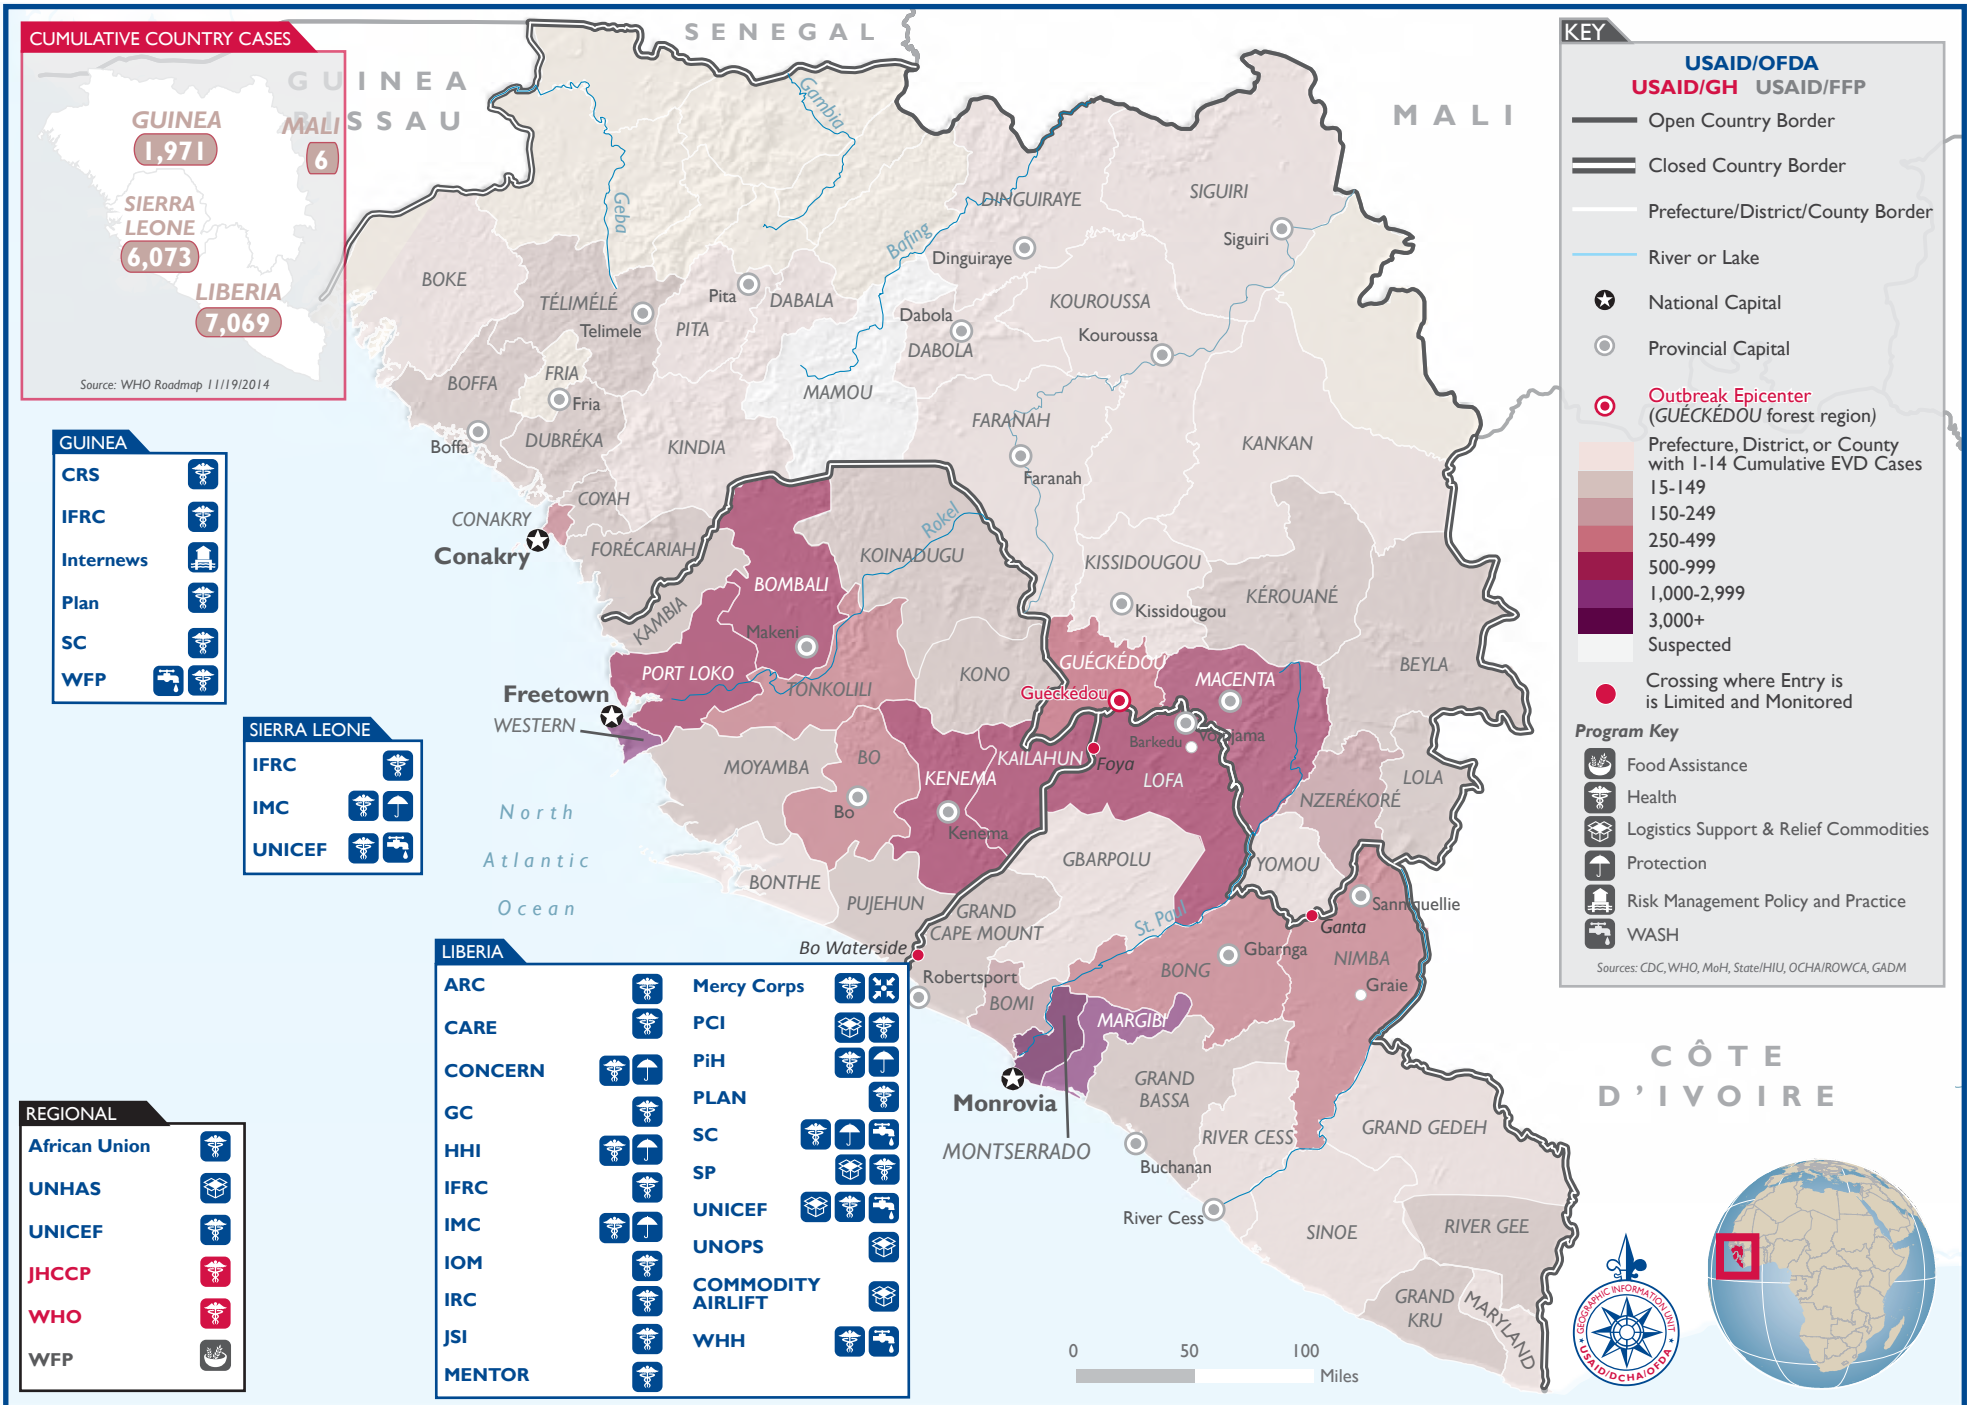 CUMULATIVE COUNTRY CASES
GUINEA
1,971
MALI
6
SIERRA
LEONE
6,073
LIBERIA
7,069
Source: WHO Roadmap 11/19/2014
SENEGAL
GUINEA
BISSAU
MALI
CÔTE
D'IVOIRE
North
Atlantic
Ocean
Gambia
Geba
Bafing
Rokel
St. Paul
BOKE
TÉLIMÉLÉ
Telimele
Pita
PITA
DABALA
DINGUIRAYE
Dinguiraye
SIGUIRI
Siguiri
KOUROUSSA
Kouroussa
Dabola
DABOLA
MAMOU
BOFFA
Boffa
FRIA
Fria
DUBRÉKA
KINDIA
COYAH
CONAKRY
Conakry
FORÉCARIAH
FARANAH
Faranah
KANKAN
KISSIDOUGOU
Kissidougou
KÉROUANÉ
BEYLA
GUÉCKÉDOU
Guéckedou
MACENTA
NZERÉKORÉ
LOLA
YOMOU
KOINADUGU
BOMBALI
Makeni
KAMBIA
PORT LOKO
TONKOLILI
KONO
Freetown
WESTERN
MOYAMBA
BO
Bo
KENEMA
Kenema
KAILAHUN
BONTHE
PUJEHUN
Foya
Barkedu
Voinjama
LOFA
GBARPOLU
GRAND
CAPE MOUNT
Bo Waterside
Robertsport
BOMI
BONG
Gbarnga
Ganta
Sanniquellie
NIMBA
Graie
MARGIBI
Monrovia
MONTSERRADO
GRAND
BASSA
Buchanan
RIVER CESS
River Cess
GRAND GEDEH
SINOE
RIVER GEE
GRAND
KRU
MARYLAND
GUINEA
CRS
IFRC
Internews
Plan
SC
WFP
SIERRA LEONE
IFRC
IMC
UNICEF
LIBERIA
ARC
CARE
CONCERN
GC
HHI
IFRC
IMC
IOM
IRC
JSI
MENTOR
Mercy Corps
PCI
PiH
PLAN
SC
SP
UNICEF
UNOPS
COMMODITY
AIRLIFT
WHH
REGIONAL
African Union
UNHAS
UNICEF
JHCCP
WHO
WFP
KEY
USAID/OFDA
USAID/GH USAID/FFP
Open Country Border
Closed Country Border
Prefecture/District/County Border
River or Lake
National Capital
Provincial Capital
Outbreak Epicenter
(GUÉCKÉDOU forest region)
Prefecture, District, or County
with 1-14 Cumulative EVD Cases
15-149
150-249
250-499
500-999
1,000-2,999
3,000+
Suspected
Crossing where Entry is
is Limited and Monitored
Program Key
Food Assistance
Health
Logistics Support & Relief Commodities
Protection
Risk Management Policy and Practice
WASH
Sources: CDC, WHO, MoH, State/HIU, OCHA/ROWCA, GADM
0 50 100
Miles
GEOGRAPHIC INFORMATION UNIT
USAID/DCHA/OFDA